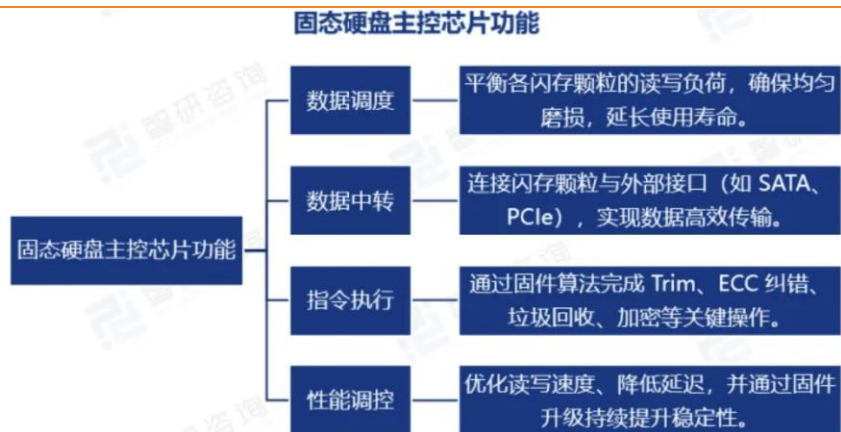 固态硬盘主控芯片功能
数据调度
平衡各闪存颗粒的读写负荷，确保均匀
磨损，延长使用寿命。
数据中转
连接闪存颗粒与外部接口（如 SATA、
PCIe），实现数据高效传输。
固态硬盘主控芯片功能
指令执行
通过固件算法完成 Trim、ECC 纠错、
垃圾回收、加密等关键操作。
性能调控
优化读写速度、降低延迟，并通过固件
升级持续提升稳定性。
智研咨询